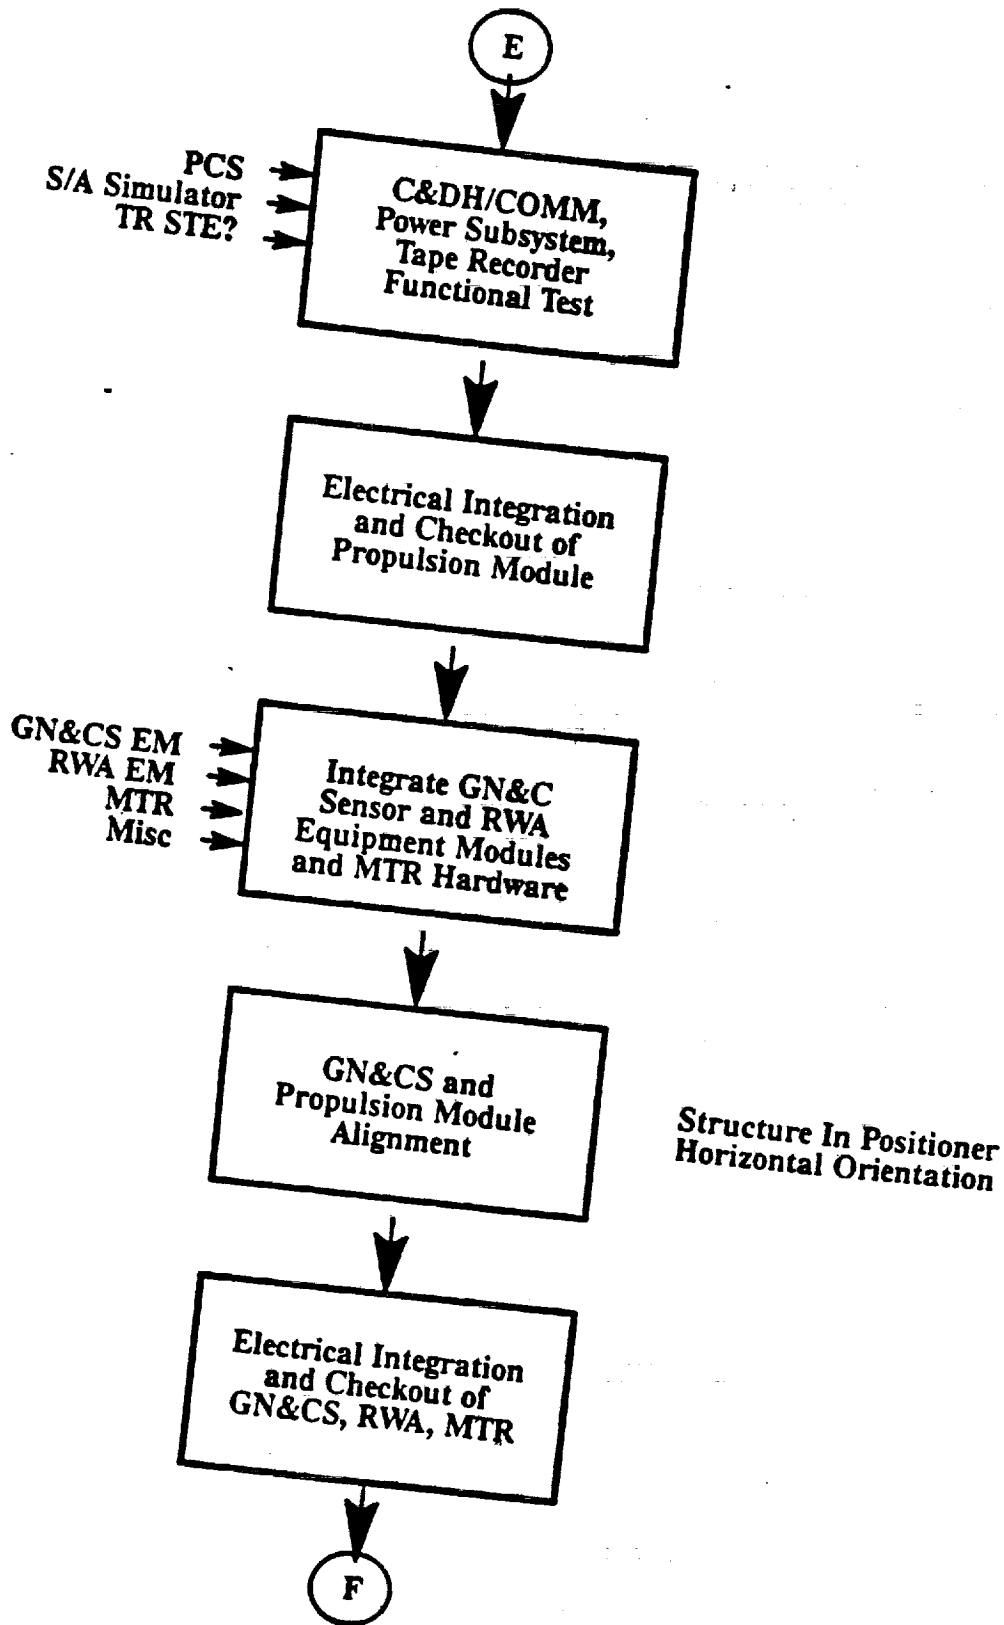 E
PCS
S/A Simulator
TR STE?
C&DH/COMM,
Power Subsystem,
Tape Recorder
Functional Test
Electrical Integration
and Checkout of
Propulsion Module
GN&CS EM
RWA EM
MTR
Misc
Integrate GN&C
Sensor and RWA
Equipment Modules
and MTR Hardware
GN&CS and
Propulsion Module
Alignment
Structure In Positioner
Horizontal Orientation
Electrical Integration
and Checkout of
GN&CS, RWA, MTR
F